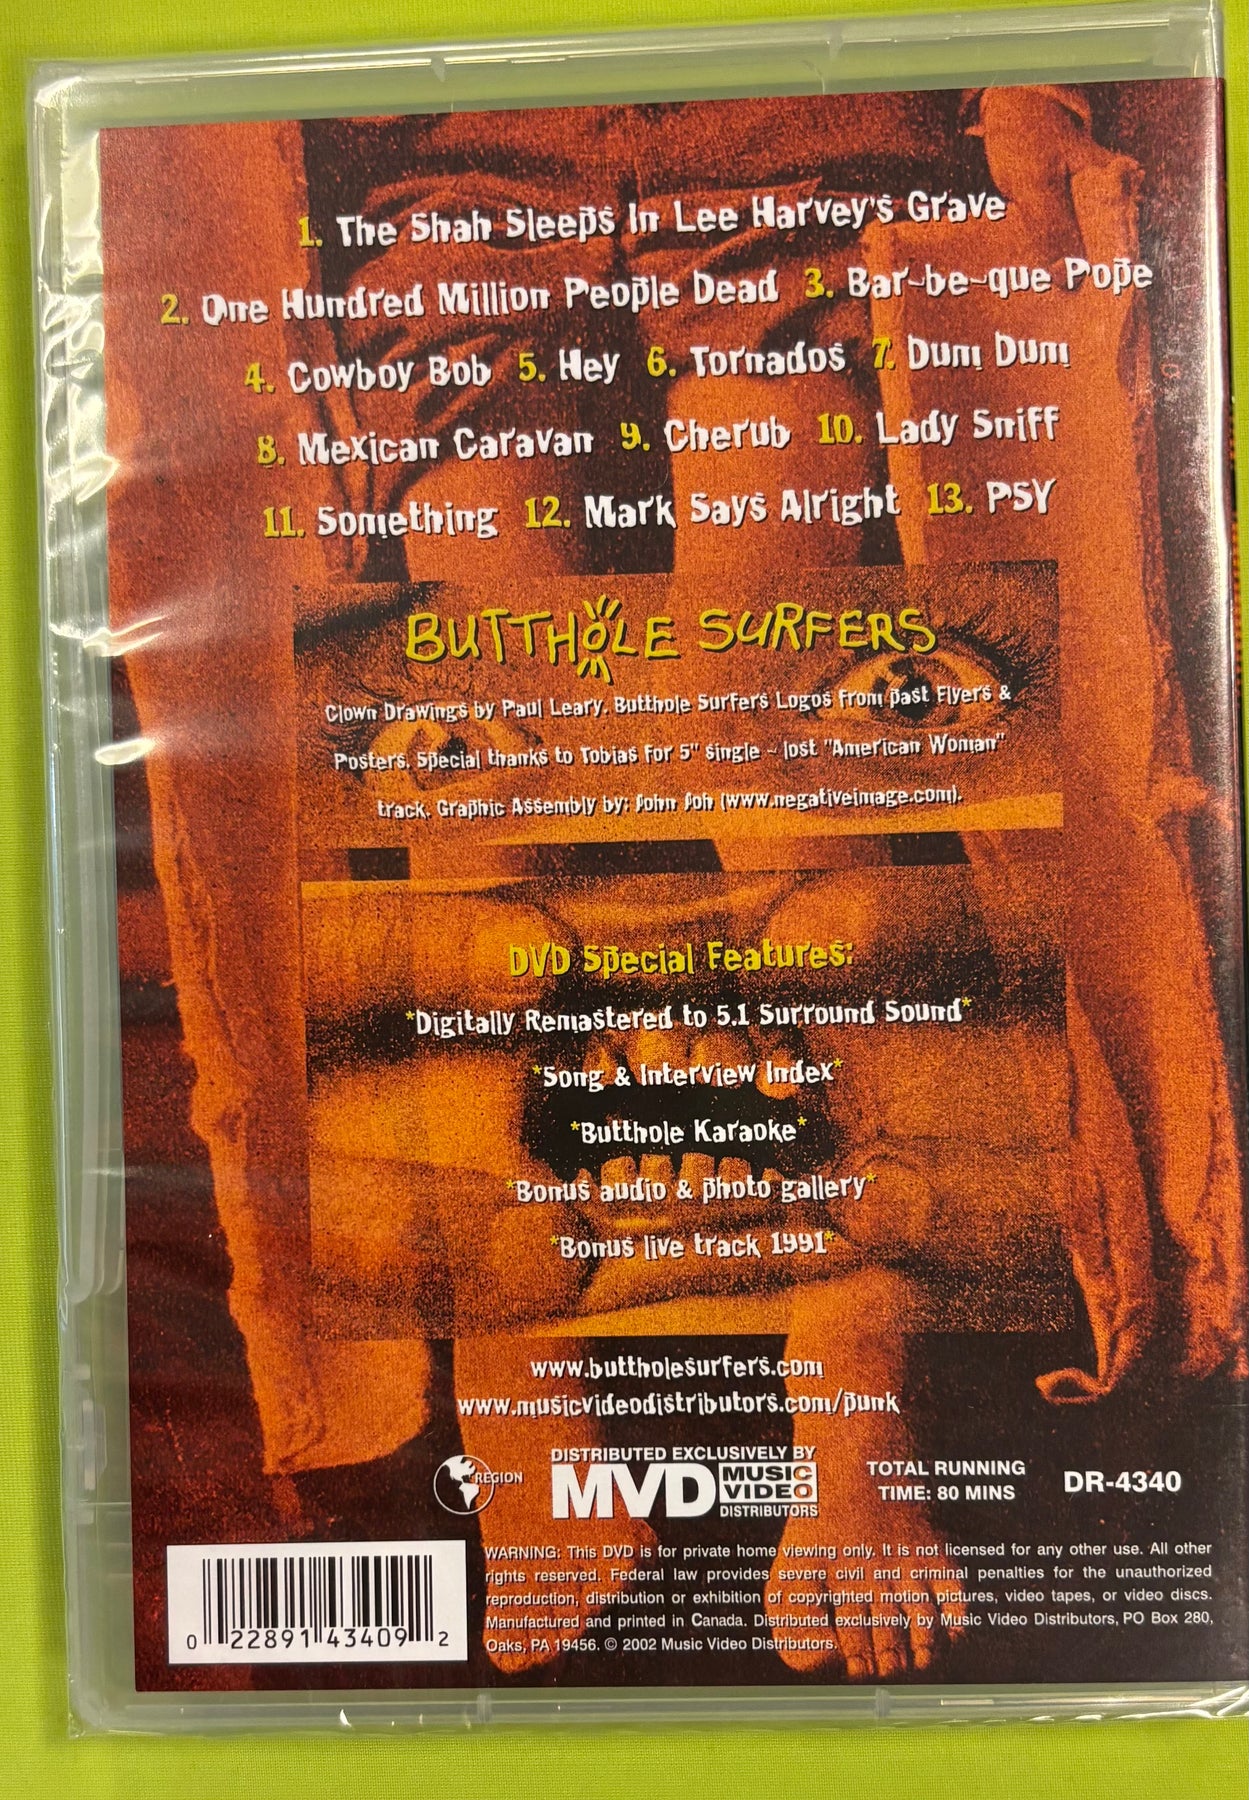 1. The Shah Sleeps In Lee Harvey's Grave
2. One Hundred Million People Dead 3. Bar-be-que Pope
4. Cowboy Bob 5. Hey 6. Tornados 7. Dum Dum
8. Mexican Caravan 9. Cherub 10. Lady Sniff
11. Something 12. Mark Says Alright 13. PSY
BUTTHOLE SURFERS
Clown Drawings by Paul Leary. Butthole Surfers Logos from past Flyers &
Posters. Special thanks to Tobias for 5" single - lost "American Woman"
track. Graphic Assembly by: John Joh (www.negativeimage.com).
DVD Special Features:
*Digitally Remastered to 5.1 Surround Sound*
*Song & Interview Index*
*Butthole Karaoke*
*Bonus audio & photo gallery*
*Bonus live track 1991*
www.buttholesurfers.com
www.musicvideodistributors.com/punk
REGION
DISTRIBUTED EXCLUSIVELY BY
MVD MUSIC VIDEO DISTRIBUTORS
TOTAL RUNNING
TIME: 80 MINS
DR-4340
WARNING: This DVD is for private home viewing only. It is not licensed for any other use. All other
rights reserved. Federal law provides severe civil and criminal penalties for the unauthorized
reproduction, distribution or exhibition of copyrighted motion pictures, video tapes, or video discs.
Manufactured and printed in Canada. Distributed exclusively by Music Video Distributors, PO Box 280,
Oaks, PA 19456. © 2002 Music Video Distributors.
0 22891 43409 2